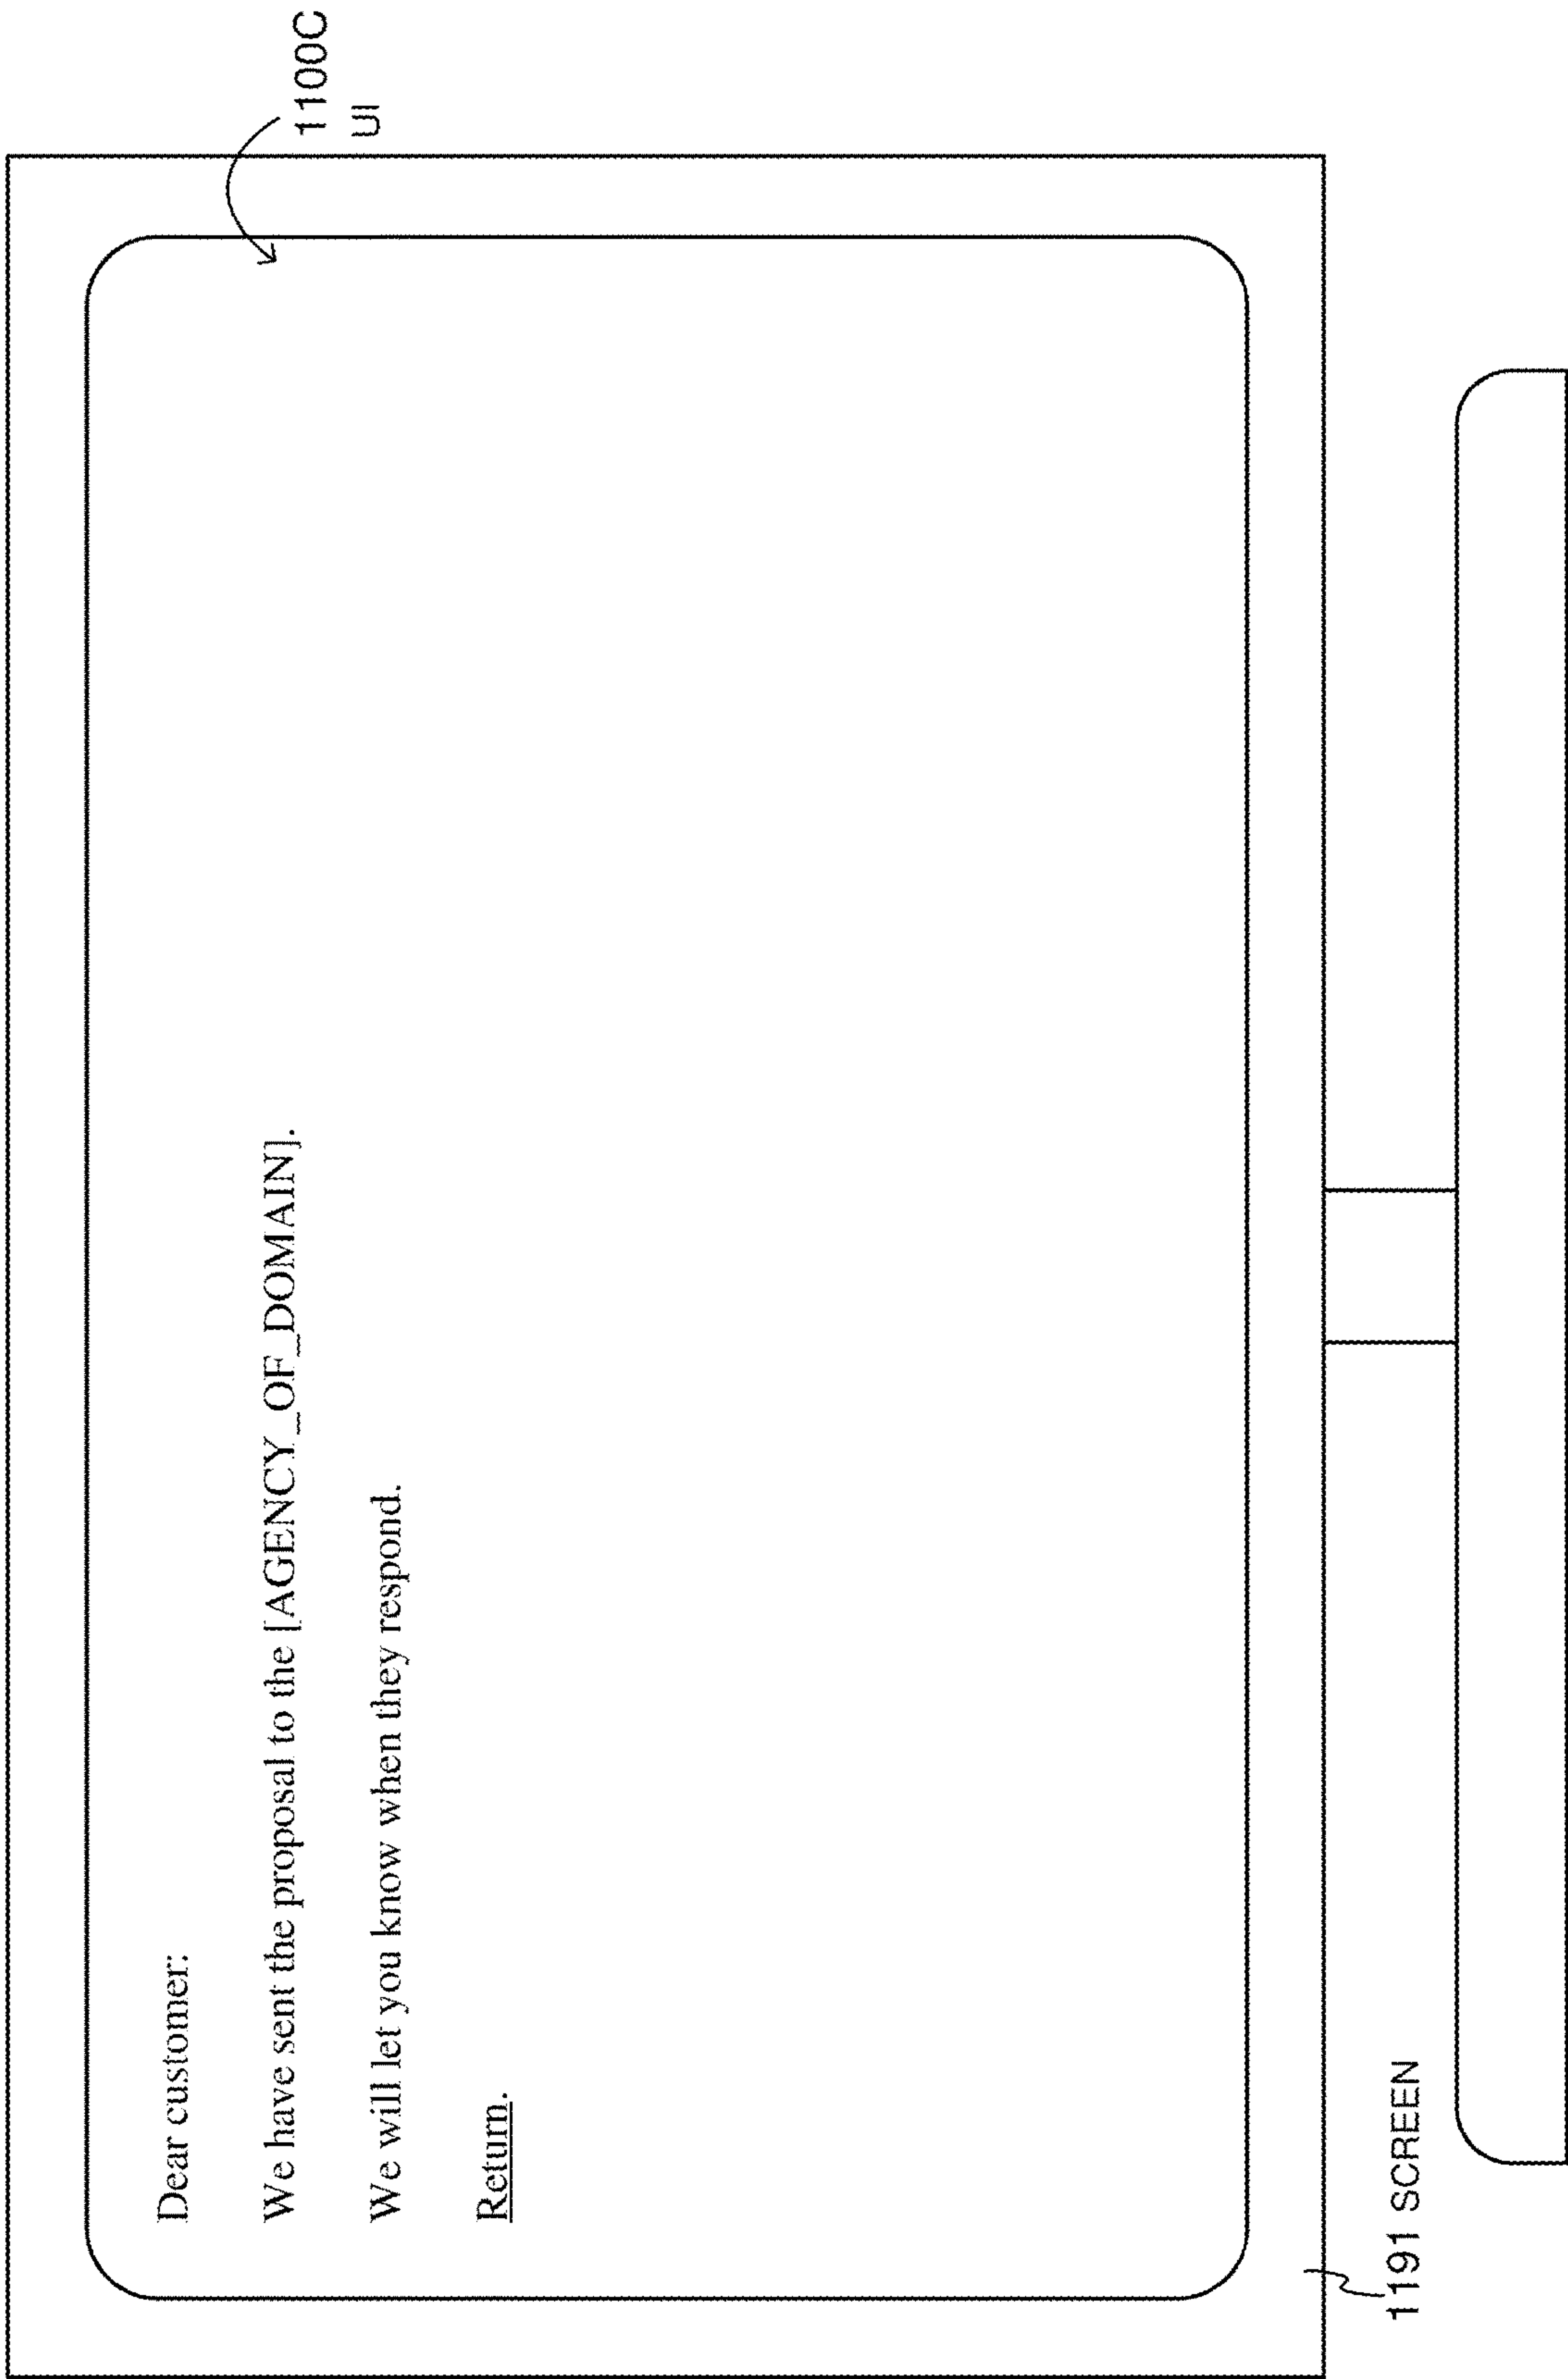 1100C
UI
Dear customer:
We have sent the proposal to the [AGENCY_OF_DOMAIN].
We will let you know when they respond.
Return.
1191 SCREEN